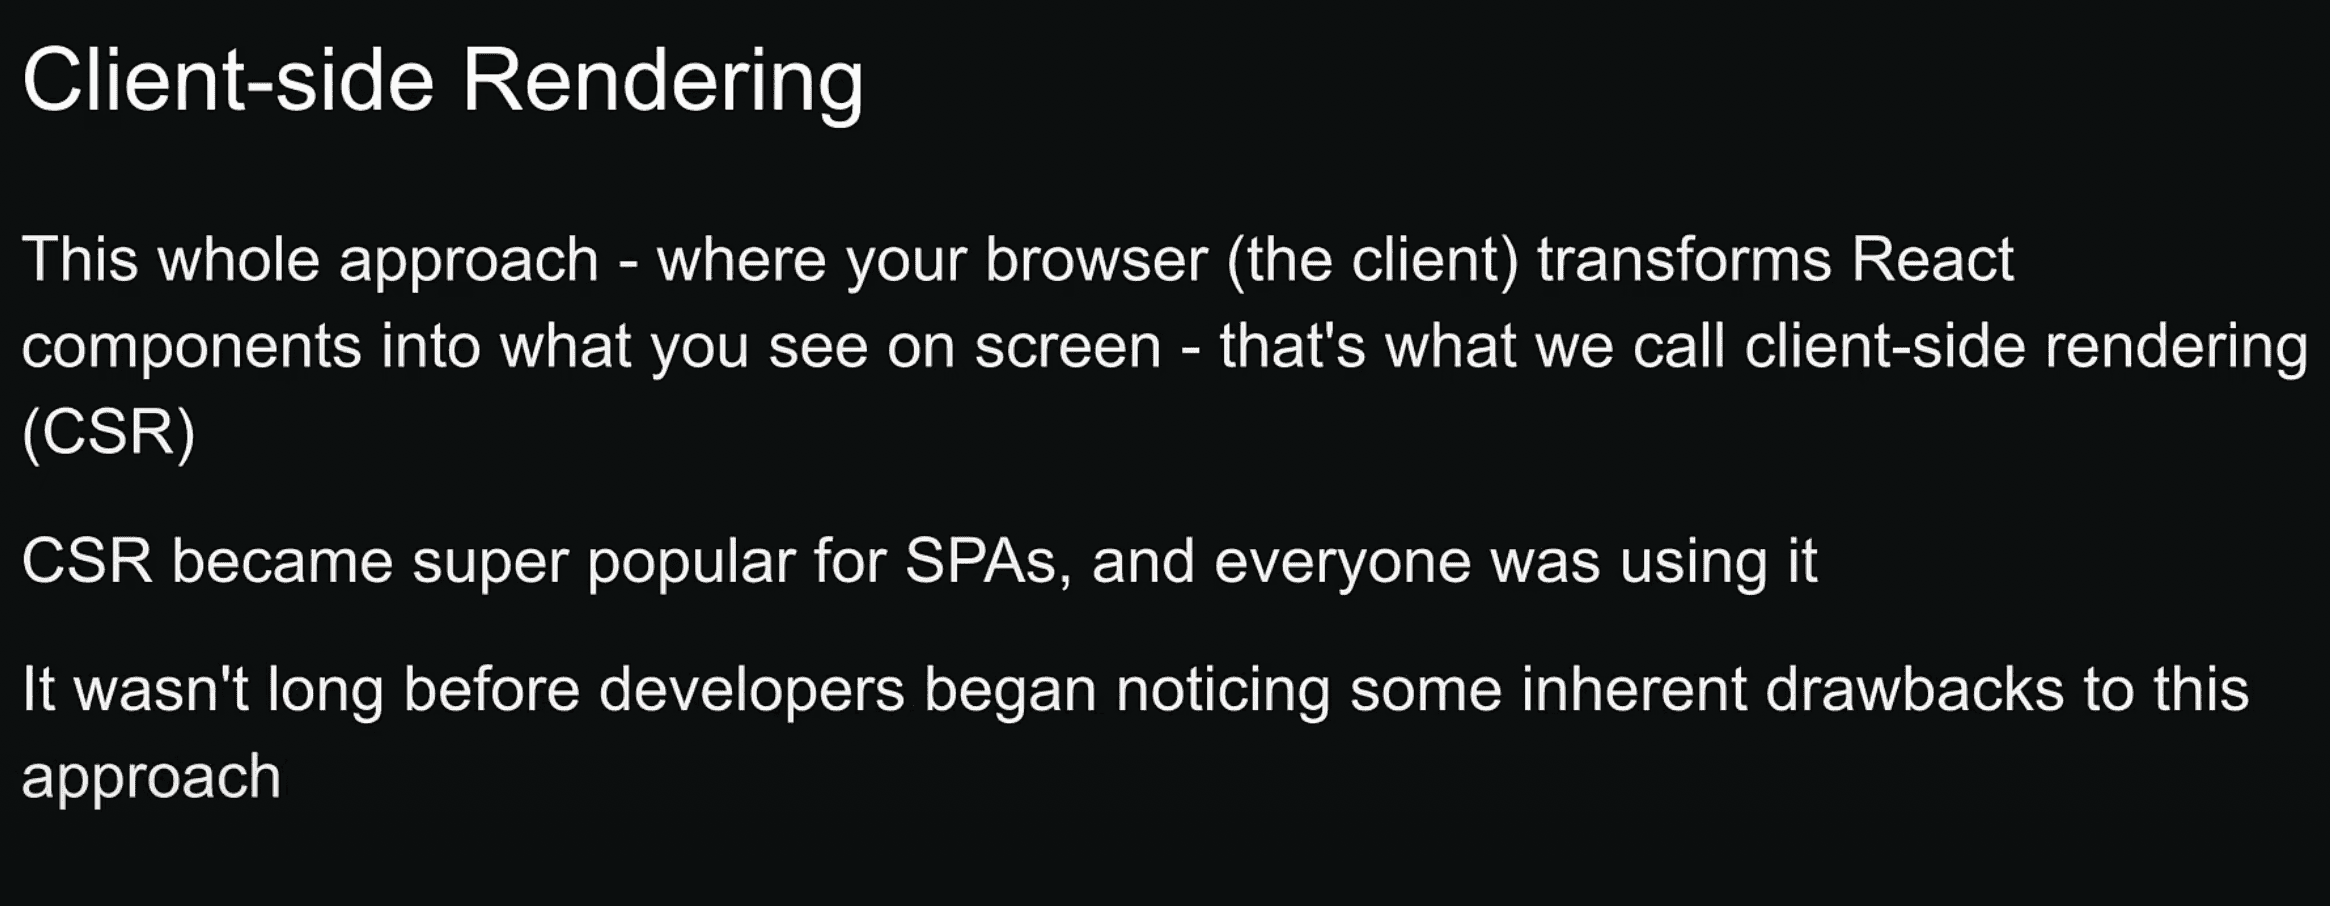 Client-side Rendering
This whole approach - where your browser (the client) transforms React
components into what you see on screen - that's what we call client-side rendering
(CSR)
CSR became super popular for SPAs, and everyone was using it
It wasn't long before developers began noticing some inherent drawbacks to this
approach